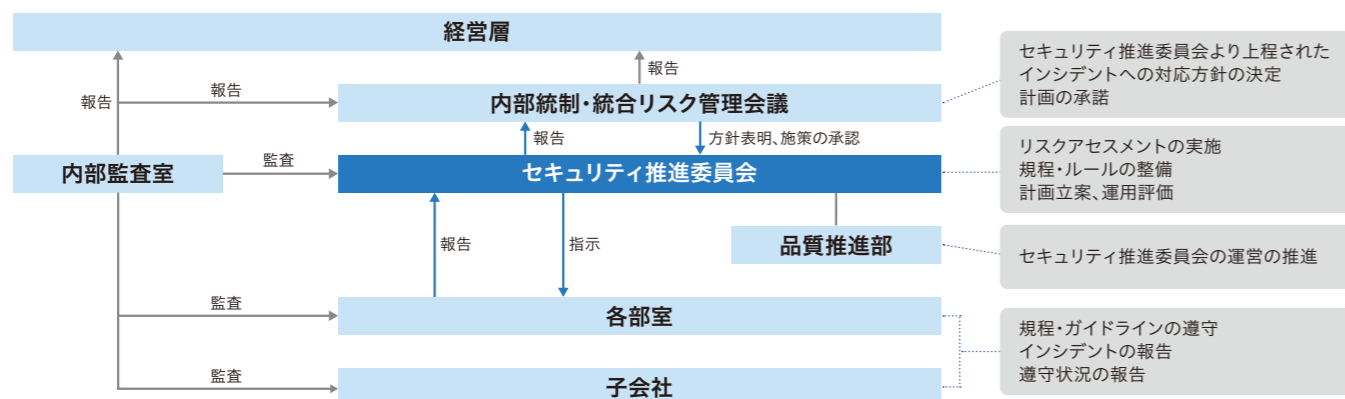 経営層
報告
報告
報告
内部統制・統合リスク管理会議
報告
方針表明、施策の承認
内部監査室
監査
セキュリティ推進委員会
報告
指示
品質推進部
監査
各部室
監査
子会社
セキュリティ推進委員会より上程された
インシデントへの対応方針の決定
計画の承諾
リスクアセスメントの実施
規程・ルールの整備
計画立案、運用評価
セキュリティ推進委員会の運営の推進
規程・ガイドラインの遵守
インシデントの報告
遵守状況の報告